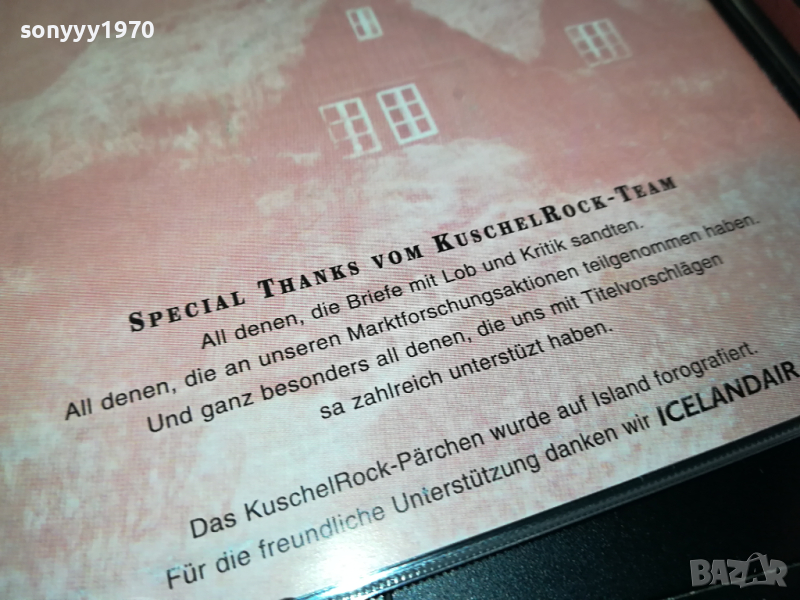 sonyyy1970
SPECIAL THANKS VOM KUSCHELROCK-TEAM
All denen, die Briefe mit Lob und Kritik sandten.
All denen, die an unseren Marktforschungsaktionen teilgenommen haben.
Und ganz besonders all denen, die uns mit Titelvorschlägen
sa zahlreich unterstüzt haben.
Das KuschelRock-Pärchen wurde auf Island forografiert.
Für die freundliche Unterstützung danken wir ICELANDAIR
BAZAR